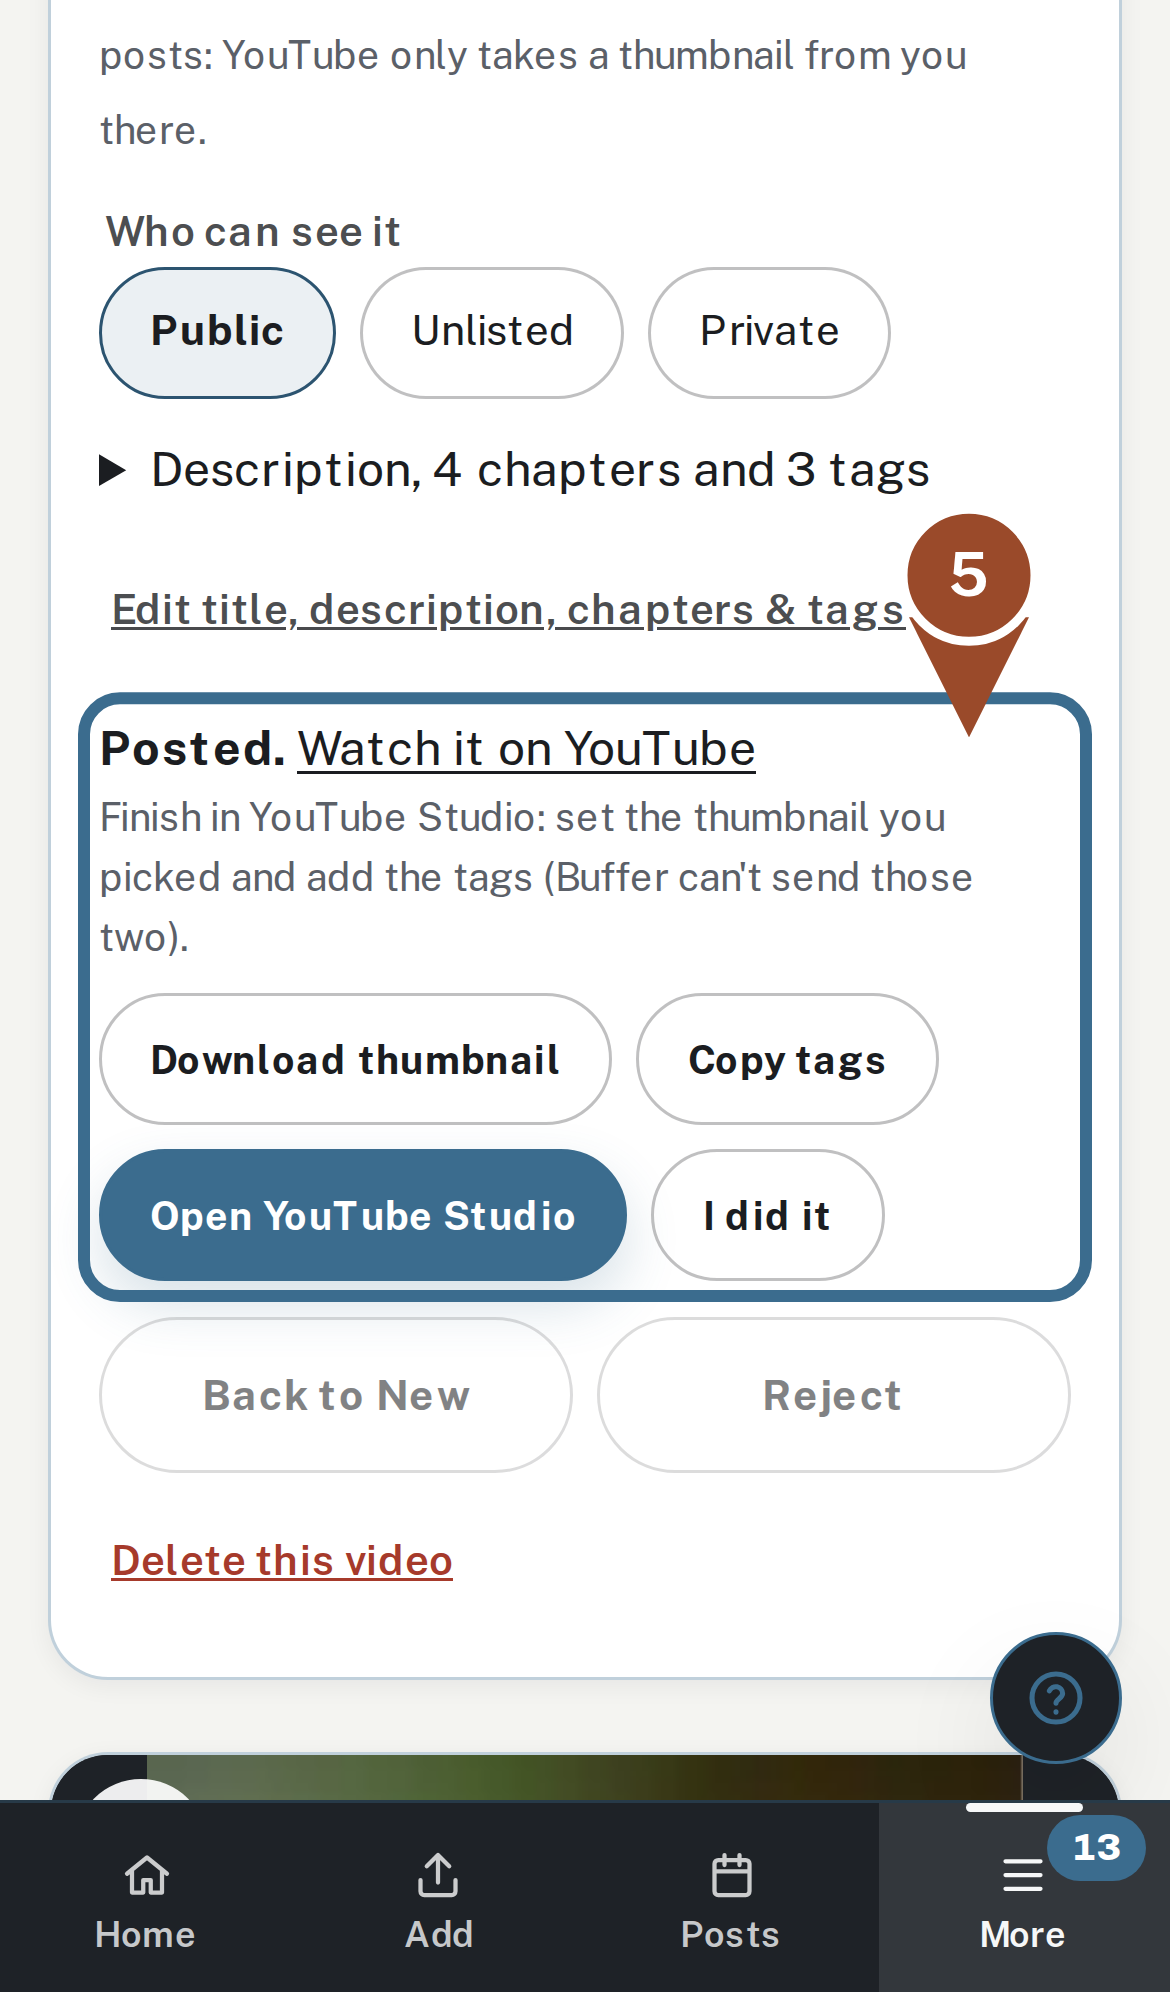 posts: YouTube only takes a thumbnail from you
there.
Who can see it
Public Unlisted Private
Description, 4 chapters and 3 tags
5
Edit title, description, chapters & tags
Posted. Watch it on YouTube
Finish in YouTube Studio: set the thumbnail you
picked and add the tags (Buffer can't send those
two).
Download thumbnail Copy tags
Open YouTube Studio I did it
Back to New Reject
Delete this video
13
Home Add Posts More